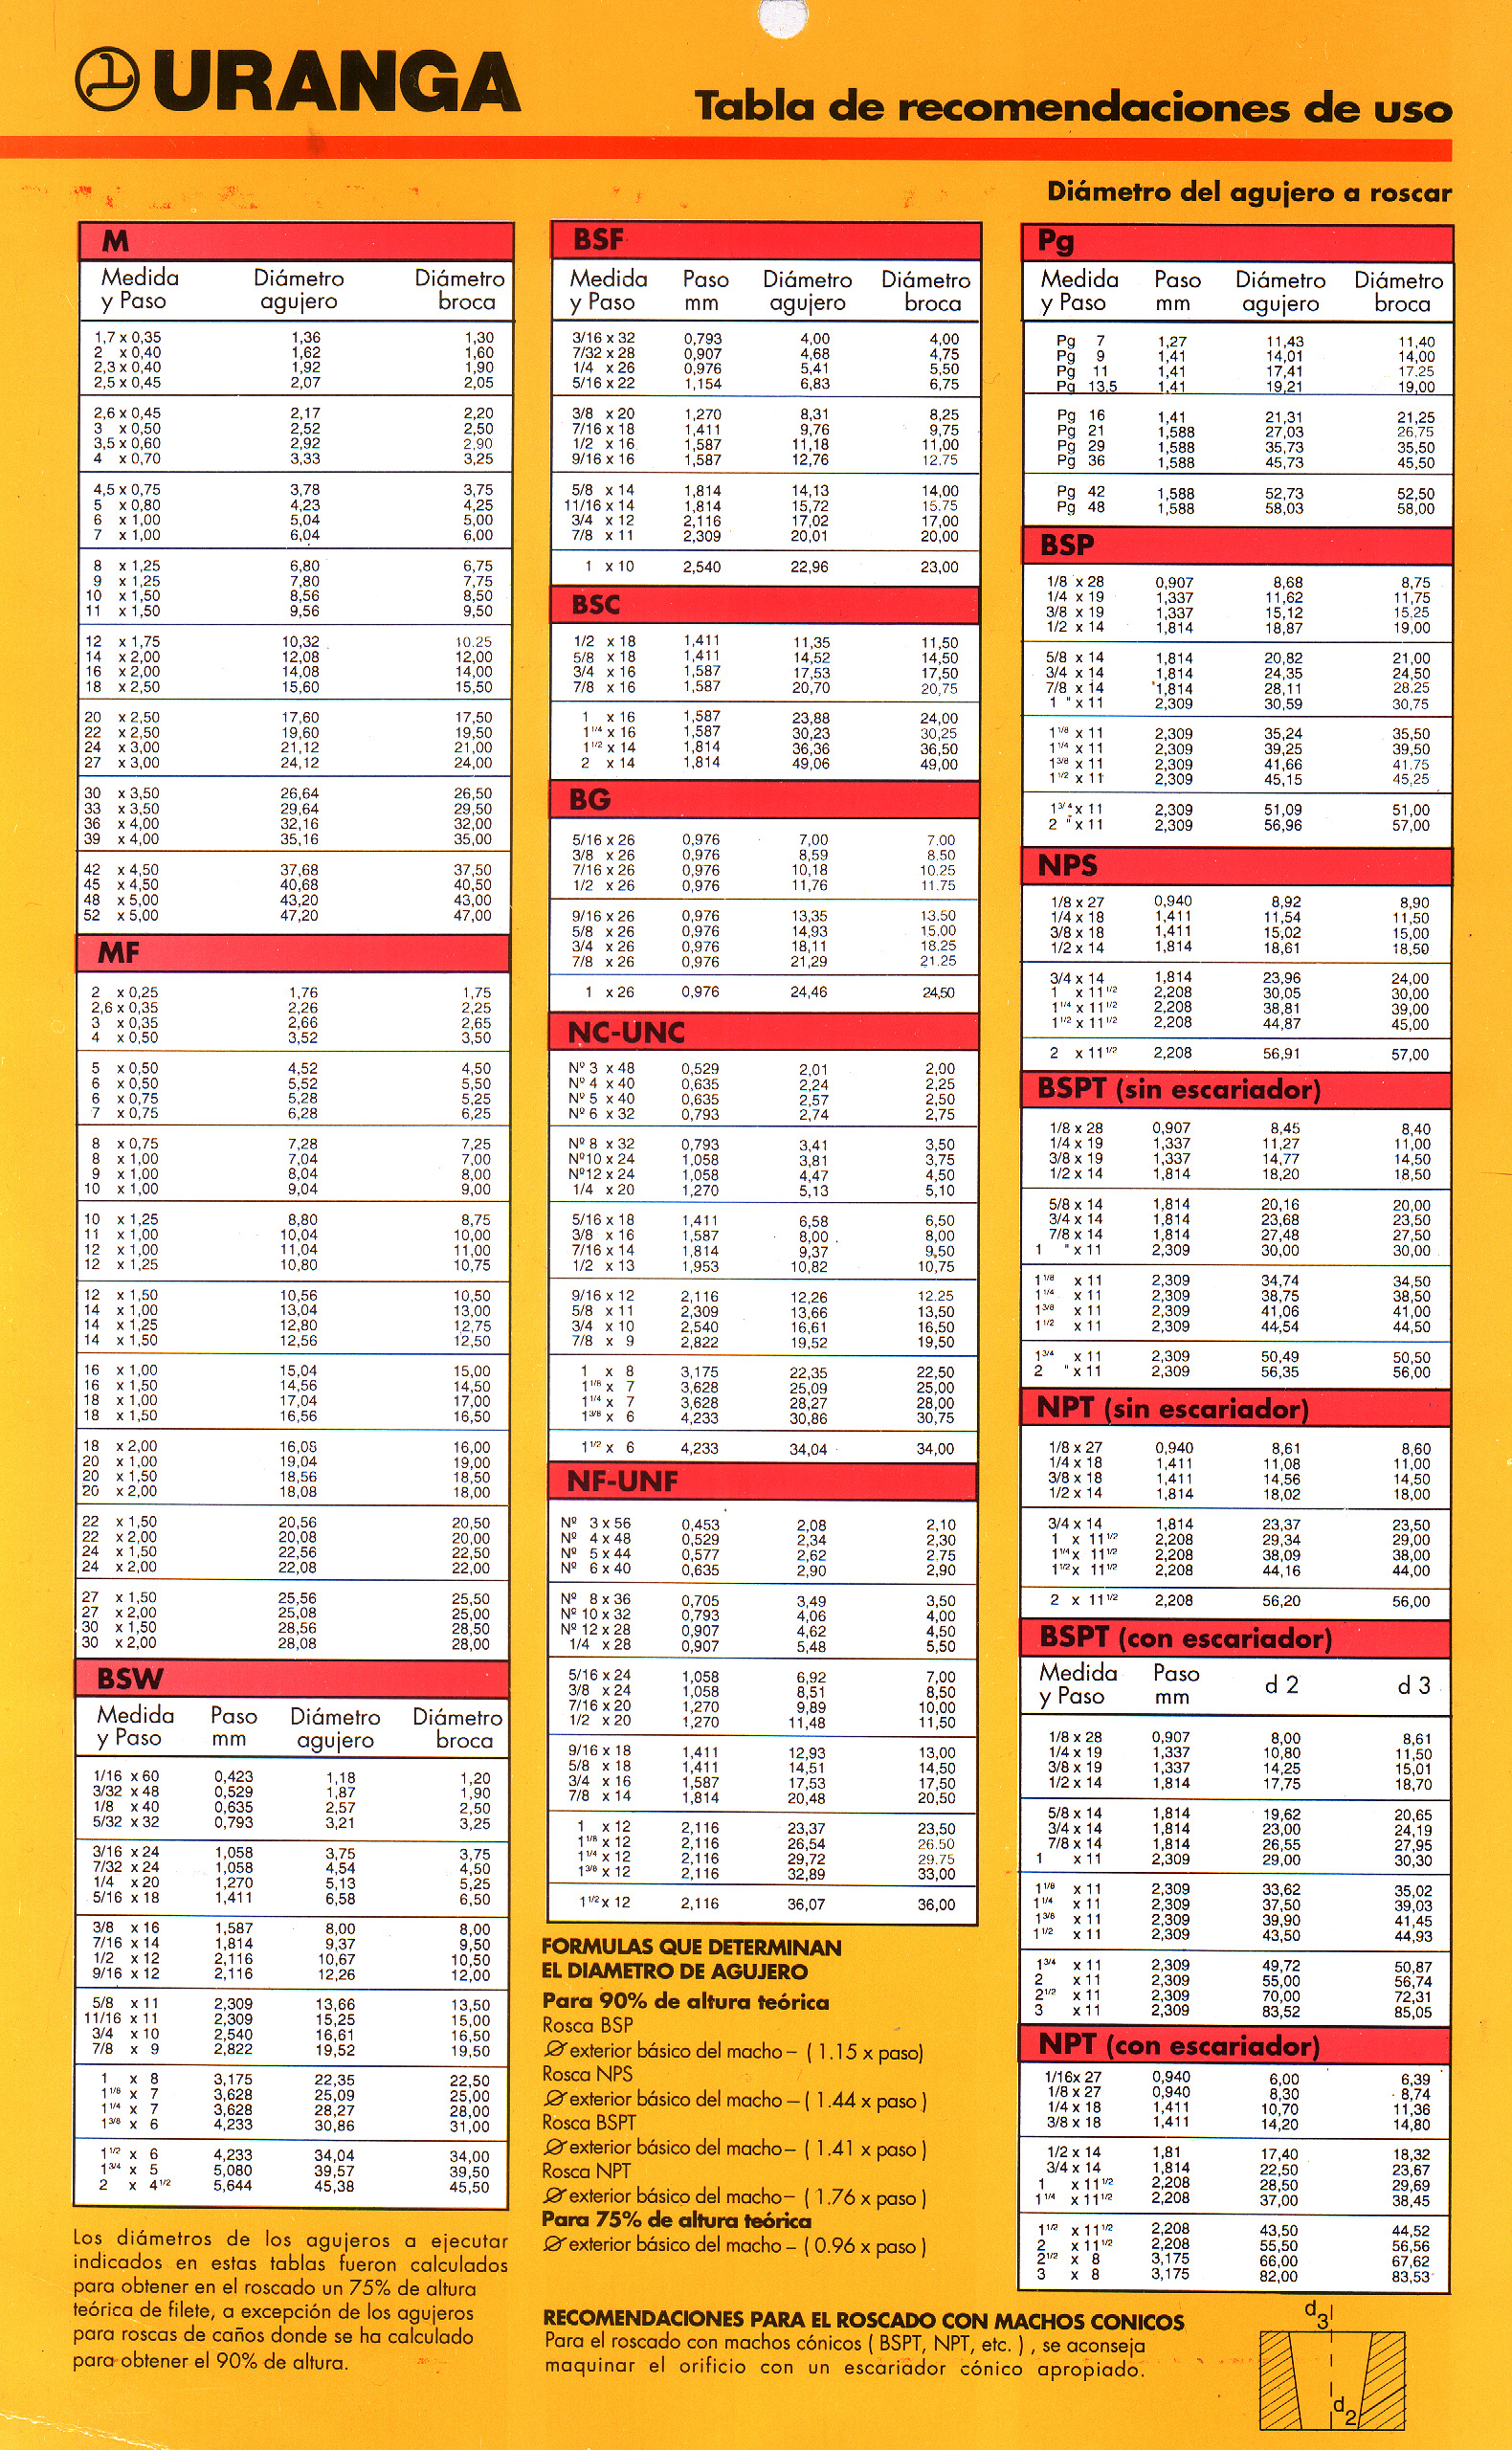 URANGA
Tabla de recomendaciones de uso
Diámetro del agujero a roscar
M
Medida Diámetro Diámetro
y Paso agujero broca
1,7 x 0,35 1,36 1,30
2 x 0,40 1,62 1,60
2,3 x 0,40 1,92 1,90
2,5 x 0,45 2,07 2,05
2,6 x 0,45 2,17 2,20
3 x 0,50 2,52 2,50
3,5 x 0,60 2,92 2.90
4 x 0,70 3,33 3,25
4,5 x 0,75 3,78 3,75
5 x 0,80 4,23 4,25
6 x 1,00 5,04 5,00
7 x 1,00 6,04 6,00
8 x 1,25 6,80 6,75
9 x 1,25 7,80 7,75
10 x 1,50 8,56 8,50
11 x 1,50 9,56 9,50
12 x 1,75 10,32 10.25
14 x 2,00 12,08 12,00
16 x 2,00 14,08 14,00
18 x 2,50 15,60 15,50
20 x 2,50 17,60 17,50
22 x 2,50 19,60 19,50
24 x 3,00 21,12 21,00
27 x 3,00 24,12 24,00
30 x 3,50 26,64 26,50
33 x 3,50 29,64 29,50
36 x 4,00 32,16 32,00
39 x 4,00 35,16 35,00
42 x 4,50 37,68 37,50
45 x 4,50 40,68 40,50
48 x 5,00 43,20 43,00
52 x 5,00 47,20 47,00
MF
2 x 0,25 1,76 1,75
2,6 x 0,35 2,26 2,25
3 x 0,35 2,66 2,65
4 x 0,50 3,52 3,50
5 x 0,50 4,52 4,50
6 x 0,50 5,52 5,50
6 x 0,75 5,28 5,25
7 x 0,75 6,28 6,25
8 x 0,75 7,28 7,25
8 x 1,00 7,04 7,00
9 x 1,00 8,04 8,00
10 x 1,00 9,04 9,00
10 x 1,25 8,80 8,75
11 x 1,00 10,04 10,00
12 x 1,00 11,04 11,00
12 x 1,25 10,80 10,75
12 x 1,50 10,56 10,50
14 x 1,00 13,04 13,00
14 x 1,25 12,80 12,75
14 x 1,50 12,56 12,50
16 x 1,00 15,04 15,00
16 x 1,50 14,56 14,50
18 x 1,00 17,04 17,00
18 x 1,50 16,56 16,50
18 x 2,00 16,08 16,00
20 x 1,00 19,04 19,00
20 x 1,50 18,56 18,50
20 x 2,00 18,08 18,00
22 x 1,50 20,56 20,50
22 x 2,00 20,08 20,00
24 x 1,50 22,56 22,50
24 x 2,00 22,08 22,00
27 x 1,50 25,56 25,50
27 x 2,00 25,08 25,00
30 x 1,50 28,56 28,50
30 x 2,00 28,08 28,00
BSW
Medida Paso Diámetro Diámetro
y Paso mm agujero broca
1/16 x 60 0,423 1,18 1,20
3/32 x 48 0,529 1,87 1,90
1/8 x 40 0,635 2,57 2,50
5/32 x 32 0,793 3,21 3,25
3/16 x 24 1,058 3,75 3,75
7/32 x 24 1,058 4,54 4,50
1/4 x 20 1,270 5,13 5,25
5/16 x 18 1,411 6,58 6,50
3/8 x 16 1,587 8,00 8,00
7/16 x 14 1,814 9,37 9,50
1/2 x 12 2,116 10,67 10,50
9/16 x 12 2,116 12,26 12,00
5/8 x 11 2,309 13,66 13,50
11/16 x 11 2,309 15,25 15,00
3/4 x 10 2,540 16,61 16,50
7/8 x 9 2,822 19,52 19,50
1 x 8 3,175 22,35 22,50
1 1/8 x 7 3,628 25,09 25,00
1 1/4 x 7 3,628 28,27 28,00
1 3/8 x 6 4,233 30,86 31,00
1 1/2 x 6 4,233 34,04 34,00
1 3/4 x 5 5,080 39,57 39,50
2 x 4 1/2 5,644 45,38 45,50
Los diámetros de los agujeros a ejecutar
indicados en estas tablas fueron calculados
para obtener en el roscado un 75% de altura
teórica de filete, a excepción de los agujeros
para roscas de caños donde se ha calculado
para obtener el 90% de altura.
BSF
Medida Paso Diámetro Diámetro
y Paso mm agujero broca
3/16 x 32 0,793 4,00 4,00
7/32 x 28 0,907 4,68 4,75
1/4 x 26 0,976 5,41 5,50
5/16 x 22 1,154 6,83 6,75
3/8 x 20 1,270 8,31 8,25
7/16 x 18 1,411 9,76 9,75
1/2 x 16 1,587 11,18 11,00
9/16 x 16 1,587 12,76 12.75
5/8 x 14 1,814 14,13 14,00
11/16 x 14 1,814 15,72 15.75
3/4 x 12 2,116 17,02 17,00
7/8 x 11 2,309 20,01 20,00
1 x 10 2,540 22,96 23,00
BSC
1/2 x 18 1,411 11,35 11,50
5/8 x 18 1,411 14,52 14,50
3/4 x 16 1,587 17,53 17,50
7/8 x 16 1,587 20,70 20,75
1 x 16 1,587 23,88 24,00
1 1/4 x 16 1,587 30,23 30,25
1 1/2 x 14 1,814 36,36 36,50
2 x 14 1,814 49,06 49,00
BG
5/16 x 26 0,976 7,00 7.00
3/8 x 26 0,976 8,59 8.50
7/16 x 26 0,976 10,18 10.25
1/2 x 26 0,976 11,76 11.75
9/16 x 26 0,976 13,35 13.50
5/8 x 26 0,976 14,93 15.00
3/4 x 26 0,976 18,11 18.25
7/8 x 26 0,976 21,29 21.25
1 x 26 0,976 24,46 24,50
NC-UNC
Nº 3 x 48 0,529 2,01 2,00
Nº 4 x 40 0,635 2,24 2,25
Nº 5 x 40 0,635 2,57 2,50
Nº 6 x 32 0,793 2,74 2,75
Nº 8 x 32 0,793 3,41 3,50
Nº10 x 24 1,058 3,81 3,75
Nº12 x 24 1,058 4,47 4,50
1/4 x 20 1,270 5,13 5,10
5/16 x 18 1,411 6,58 6,50
3/8 x 16 1,587 8,00 8,00
7/16 x 14 1,814 9,37 9,50
1/2 x 13 1,953 10,82 10,75
9/16 x 12 2,116 12,26 12.25
5/8 x 11 2,309 13,66 13,50
3/4 x 10 2,540 16,61 16,50
7/8 x 9 2,822 19,52 19,50
1 x 8 3,175 22,35 22,50
1 1/8 x 7 3,628 25,09 25,00
1 1/4 x 7 3,628 28,27 28,00
1 3/8 x 6 4,233 30,86 30,75
1 1/2 x 6 4,233 34,04 34,00
NF-UNF
Nº 3 x 56 0,453 2,08 2,10
Nº 4 x 48 0,529 2,34 2,30
Nº 5 x 44 0,577 2,62 2.75
Nº 6 x 40 0,635 2,90 2,90
Nº 8 x 36 0,705 3,49 3,50
Nº 10 x 32 0,793 4,06 4,00
Nº 12 x 28 0,907 4,62 4,50
1/4 x 28 0,907 5,48 5,50
5/16 x 24 1,058 6,92 7,00
3/8 x 24 1,058 8,51 8,50
7/16 x 20 1,270 9,89 10,00
1/2 x 20 1,270 11,48 11,50
9/16 x 18 1,411 12,93 13,00
5/8 x 18 1,411 14,51 14,50
3/4 x 16 1,587 17,53 17,50
7/8 x 14 1,814 20,48 20,50
1 x 12 2,116 23,37 23,50
1 1/8 x 12 2,116 26,54 26.50
1 1/4 x 12 2,116 29,72 29.75
1 3/8 x 12 2,116 32,89 33,00
1 1/2 x 12 2,116 36,07 36,00
FORMULAS QUE DETERMINAN
EL DIAMETRO DE AGUJERO
Para 90% de altura teórica
Rosca BSP
Ø exterior básico del macho – ( 1.15 x paso)
Rosca NPS
Ø exterior básico del macho – ( 1.44 x paso )
Rosca BSPT
Ø exterior básico del macho – ( 1.41 x paso )
Rosca NPT
Ø exterior básico del macho – ( 1.76 x paso )
Para 75% de altura teórica
Ø exterior básico del macho – ( 0.96 x paso )
RECOMENDACIONES PARA EL ROSCADO CON MACHOS CONICOS
Para el roscado con machos cónicos ( BSPT, NPT, etc. ) , se aconseja
maquinar el orificio con un escariador cónico apropiado.
Pg
Medida Paso Diámetro Diámetro
y Paso mm agujero broca
Pg 7 1,27 11,43 11,40
Pg 9 1,41 14,01 14,00
Pg 11 1,41 17,41 17.25
Pg 13,5 1,41 19,21 19,00
Pg 16 1,41 21,31 21,25
Pg 21 1,588 27,03 26.75
Pg 29 1,588 35,73 35,50
Pg 36 1,588 45,73 45,50
Pg 42 1,588 52,73 52,50
Pg 48 1,588 58,03 58,00
BSP
1/8 x 28 0,907 8,68 8,75
1/4 x 19 1,337 11,62 11,75
3/8 x 19 1,337 15,12 15.25
1/2 x 14 1,814 18,87 19,00
5/8 x 14 1,814 20,82 21,00
3/4 x 14 1,814 24,35 24,50
7/8 x 14 1,814 28,11 28.25
1 " x 11 2,309 30,59 30,75
1 1/8 x 11 2,309 35,24 35,50
1 1/4 x 11 2,309 39,25 39,50
1 3/8 x 11 2,309 41,66 41.75
1 1/2 x 11 2,309 45,15 45,25
1 3/4 x 11 2,309 51,09 51,00
2 " x 11 2,309 56,96 57,00
NPS
1/8 x 27 0,940 8,92 8,90
1/4 x 18 1,411 11,54 11,50
3/8 x 18 1,411 15,02 15,00
1/2 x 14 1,814 18,61 18,50
3/4 x 14 1,814 23,96 24,00
1 x 11 1/2 2,208 30,05 30,00
1 1/4 x 11 1/2 2,208 38,81 39,00
1 1/2 x 11 1/2 2,208 44,87 45,00
2 x 11 1/2 2,208 56,91 57,00
BSPT (sin escariador)
1/8 x 28 0,907 8,45 8,40
1/4 x 19 1,337 11,27 11,00
3/8 x 19 1,337 14,77 14,50
1/2 x 14 1,814 18,20 18,50
5/8 x 14 1,814 20,16 20,00
3/4 x 14 1,814 23,68 23,50
7/8 x 14 1,814 27,48 27,50
1 " x 11 2,309 30,00 30,00
1 1/8 x 11 2,309 34,74 34,50
1 1/4 x 11 2,309 38,75 38,50
1 3/8 x 11 2,309 41,06 41,00
1 1/2 x 11 2,309 44,54 44,50
1 3/4 x 11 2,309 50,49 50,50
2 " x 11 2,309 56,35 56,00
NPT (sin escariador)
1/8 x 27 0,940 8,61 8,60
1/4 x 18 1,411 11,08 11,00
3/8 x 18 1,411 14,56 14,50
1/2 x 14 1,814 18,02 18,00
3/4 x 14 1,814 23,37 23,50
1 x 11 1/2 2,208 29,34 29,00
1 1/4 x 11 1/2 2,208 38,09 38,00
1 1/2 x 11 1/2 2,208 44,16 44,00
2 x 11 1/2 2,208 56,20 56,00
BSPT (con escariador)
Medida Paso d 2 d 3
y Paso mm
1/8 x 28 0,907 8,00 8,61
1/4 x 19 1,337 10,80 11,50
3/8 x 19 1,337 14,25 15,01
1/2 x 14 1,814 17,75 18,70
5/8 x 14 1,814 19,62 20,65
3/4 x 14 1,814 23,00 24,19
7/8 x 14 1,814 26,55 27,95
1 x 11 2,309 29,00 30,30
1 1/8 x 11 2,309 33,62 35,02
1 1/4 x 11 2,309 37,50 39,03
1 3/8 x 11 2,309 39,90 41,45
1 1/2 x 11 2,309 43,50 44,93
1 3/4 x 11 2,309 49,72 50,87
2 x 11 2,309 55,00 56,74
2 1/2 x 11 2,309 70,00 72,31
3 x 11 2,309 83,52 85,05
NPT (con escariador)
1/16x 27 0,940 6,00 6,39
1/8 x 27 0,940 8,30 8,74
1/4 x 18 1,411 10,70 11,36
3/8 x 18 1,411 14,20 14,80
1/2 x 14 1,81 17,40 18,32
3/4 x 14 1,814 22,50 23,67
1 x 11 1/2 2,208 28,50 29,69
1 1/4 x 11 1/2 2,208 37,00 38,45
1 1/2 x 11 1/2 2,208 43,50 44,52
2 x 11 1/2 2,208 55,50 56,56
2 1/2 x 8 3,175 66,00 67,62
3 x 8 3,175 82,00 83,53
d3
d2